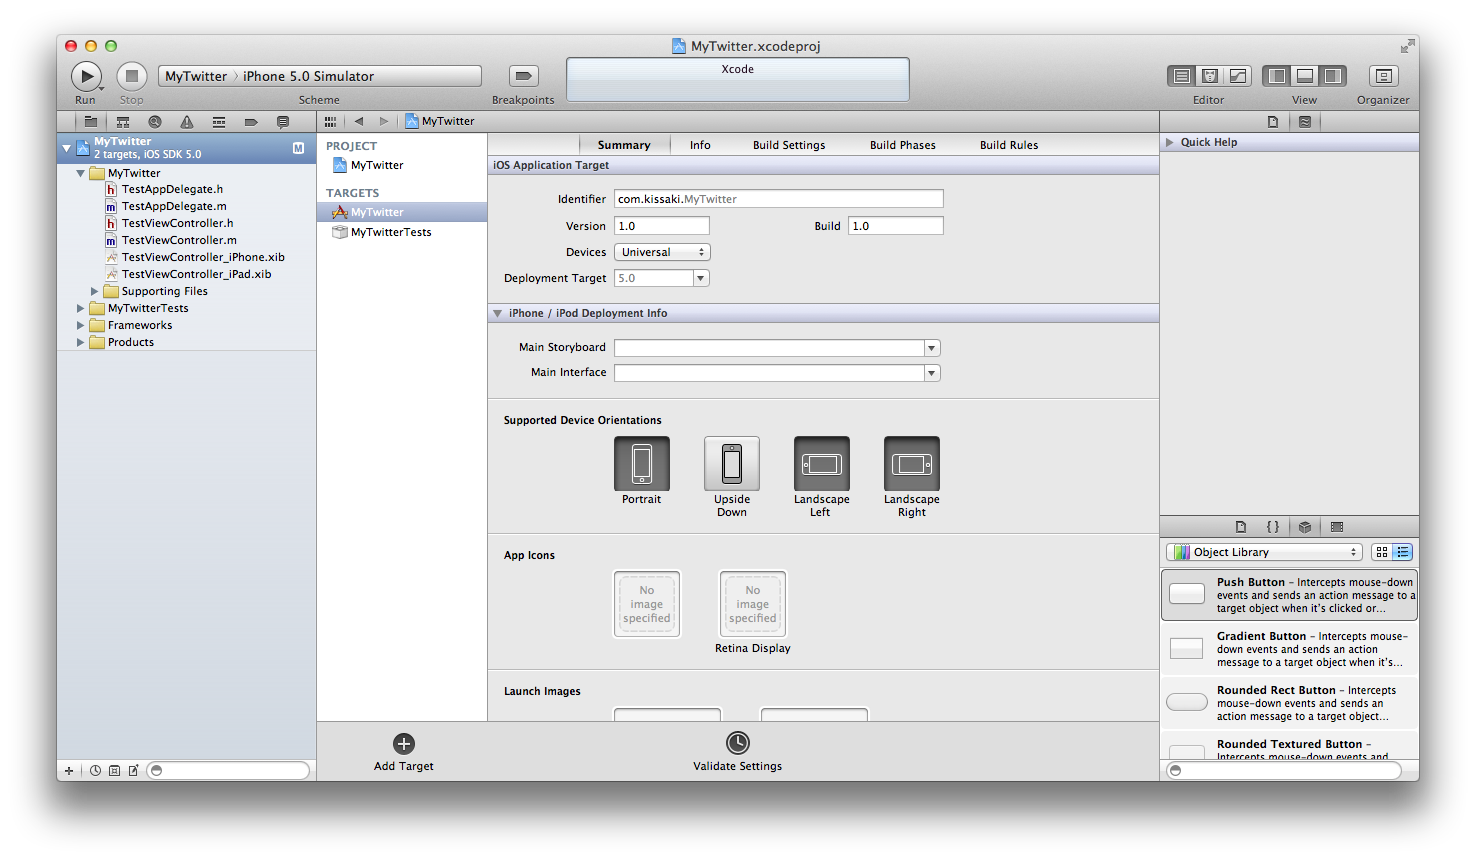 MyTwitter.xcodeproj
MyTwitter 〉iPhone 5.0 Simulator
Xcode
Run
Stop
Scheme
Breakpoints
Editor
View
Organizer
MyTwitter
MyTwitter
2 targets, iOS SDK 5.0
M
MyTwitter
TestAppDelegate.h
TestAppDelegate.m
TestViewController.h
TestViewController.m
TestViewController_iPhone.xib
TestViewController_iPad.xib
Supporting Files
MyTwitterTests
Frameworks
Products
PROJECT
MyTwitter
TARGETS
MyTwitter
MyTwitterTests
Summary
Info
Build Settings
Build Phases
Build Rules
iOS Application Target
Identifier com.kissaki.MyTwitter
Version 1.0
Build 1.0
Devices Universal
Deployment Target 5.0
iPhone / iPod Deployment Info
Main Storyboard
Main Interface
Supported Device Orientations
Portrait
Upside
Down
Landscape
Left
Landscape
Right
App Icons
No
image
specified
No
image
specified
Retina Display
Launch Images
Add Target
Validate Settings
Quick Help
{ }
Object Library
Push Button – Intercepts mouse-down
events and sends an action message to a
target object when it's clicked or...
Gradient Button – Intercepts mouse-
down events and sends an action
message to a target object when it's...
Rounded Rect Button – Intercepts
mouse-down events and sends an
action message to a target object...
Rounded Textured Button –
Intercepts mouse-down events and